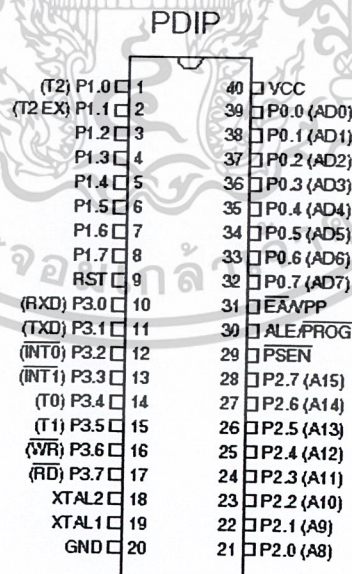 PDIP
(T2) P1.0 1 40 VCC
(T2 EX) P1.1 2 39 P0.0 (AD0)
P1.2 3 38 P0.1 (AD1)
P1.3 4 37 P0.2 (AD2)
P1.4 5 36 P0.3 (AD3)
P1.5 6 35 P0.4 (AD4)
P1.6 7 34 P0.5 (AD5)
P1.7 8 33 P0.6 (AD6)
RST 9 32 P0.7 (AD7)
(RXD) P3.0 10 31 EA/VPP
(TXD) P3.1 11 30 ALE/PROG
(INT0) P3.2 12 29 PSEN
(INT1) P3.3 13 28 P2.7 (A15)
(T0) P3.4 14 27 P2.6 (A14)
(T1) P3.5 15 26 P2.5 (A13)
(WR) P3.6 16 25 P2.4 (A12)
(RD) P3.7 17 24 P2.3 (A11)
XTAL2 18 23 P2.2 (A10)
XTAL1 19 22 P2.1 (A9)
GND 20 21 P2.0 (A8)